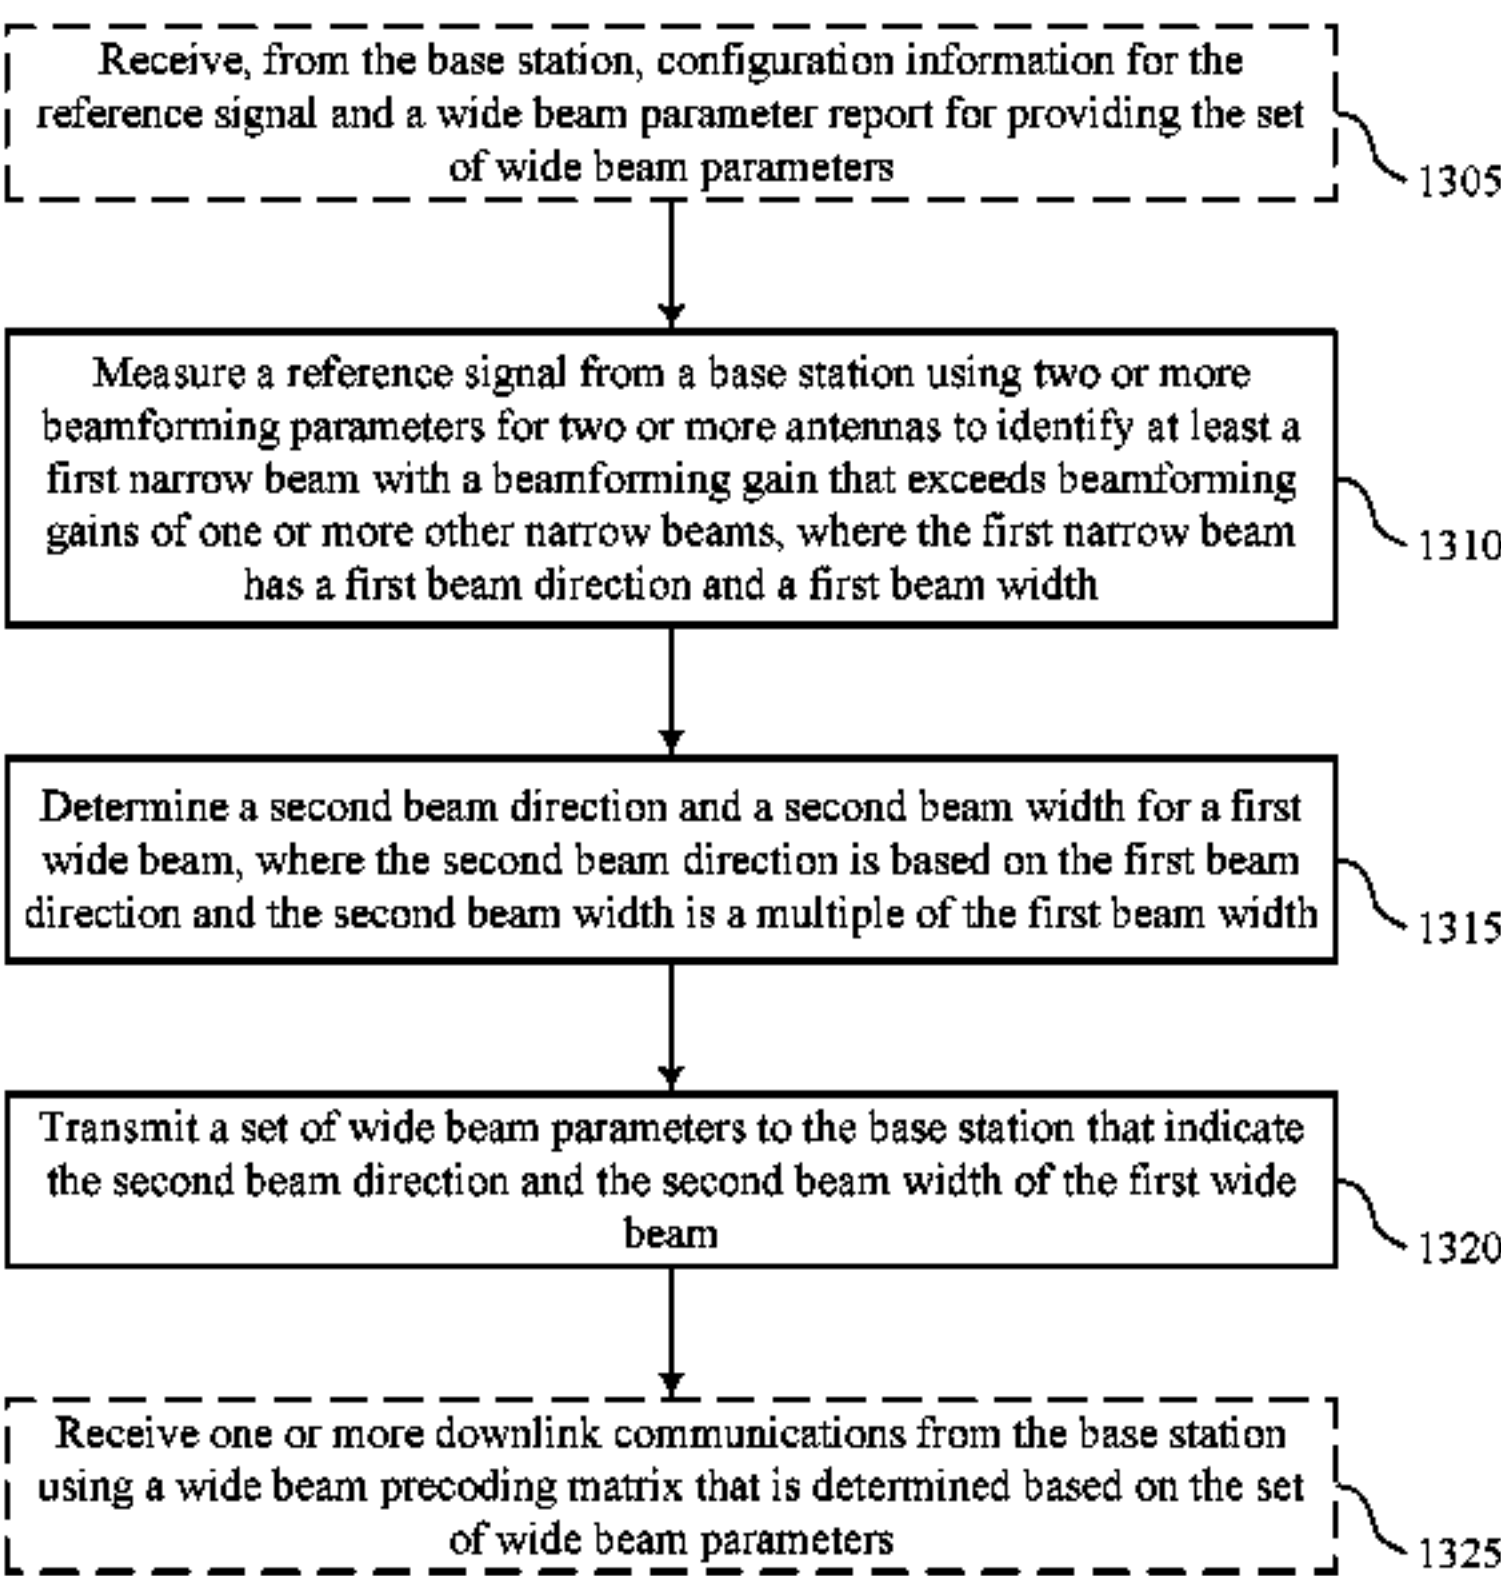 Receive, from the base station, configuration information for the
reference signal and a wide beam parameter report for providing the set
of wide beam parameters
1305
Measure a reference signal from a base station using two or more
beamforming parameters for two or more antennas to identify at least a
first narrow beam with a beamforming gain that exceeds beamforming
gains of one or more other narrow beams, where the first narrow beam
has a first beam direction and a first beam width
1310
Determine a second beam direction and a second beam width for a first
wide beam, where the second beam direction is based on the first beam
direction and the second beam width is a multiple of the first beam width
1315
Transmit a set of wide beam parameters to the base station that indicate
the second beam direction and the second beam width of the first wide
beam
1320
Receive one or more downlink communications from the base station
using a wide beam precoding matrix that is determined based on the set
of wide beam parameters
1325